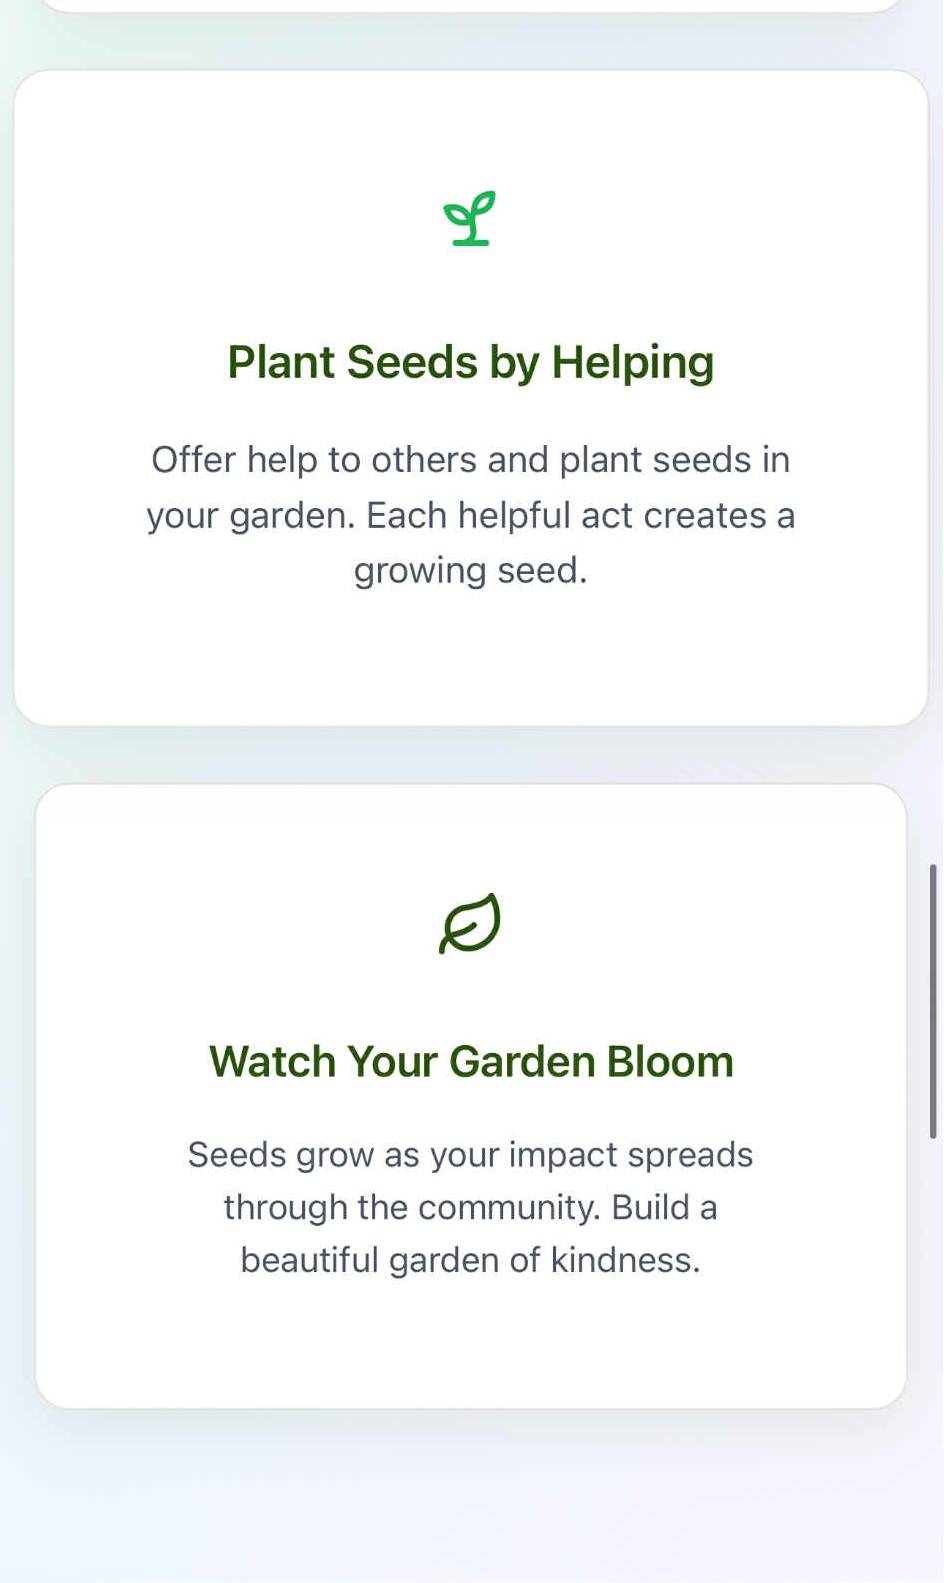 Plant Seeds by Helping
Offer help to others and plant seeds in
your garden. Each helpful act creates a
growing seed.
Watch Your Garden Bloom
Seeds grow as your impact spreads
through the community. Build a
beautiful garden of kindness.